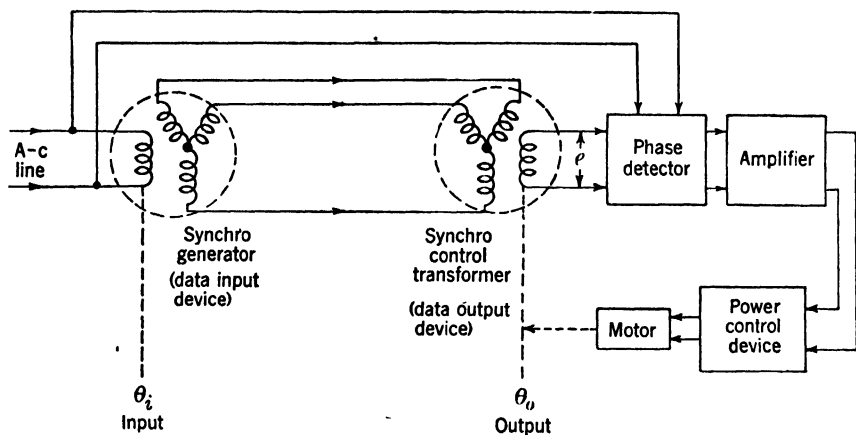 A-c
line
Synchro
generator
(data input
device)
Synchro
control
transformer
(data output
device)
e
Phase
detector
Amplifier
Power
control
device
Motor
θi
Input
θo
Output